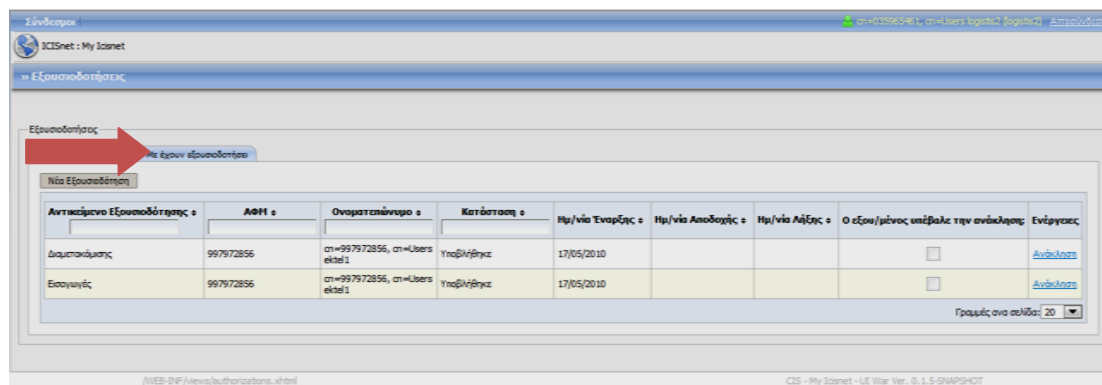 Σύνδεσμοι
cn=035965461, cn=Users logistis2 (logistis2) Αποσύνδεση
ICISnet : My Icisnet
» Εξουσιοδοτήσεις
Εξουσιοδοτήσεις
Με έχουν εξουσιοδοτήσει
Νέα Εξουσιοδότηση
Αντικείμενο Εξουσιοδότησης ΑΦΜ Ονοματεπώνυμο Κατάσταση Ημ/νία Έναρξης Ημ/νία Αποδοχής Ημ/νία Λήξης Ο εξου/μένος υπέβαλε την ανάκληση; Ενέργειες
Διαμετακόμισης 997972856 cn=997972856, cn=Users ektel1 Υποβλήθηκε 17/05/2010 Ανάκληση
Εισαγωγές 997972856 cn=997972856, cn=Users ektel1 Υποβλήθηκε 17/05/2010 Ανάκληση
Γραμμές ανα σελίδα: 20
/WEB-INF/views/authorizations.xhtml
CIS - My Icisnet - UI War Ver. 0.1.5-SNAPSHOT